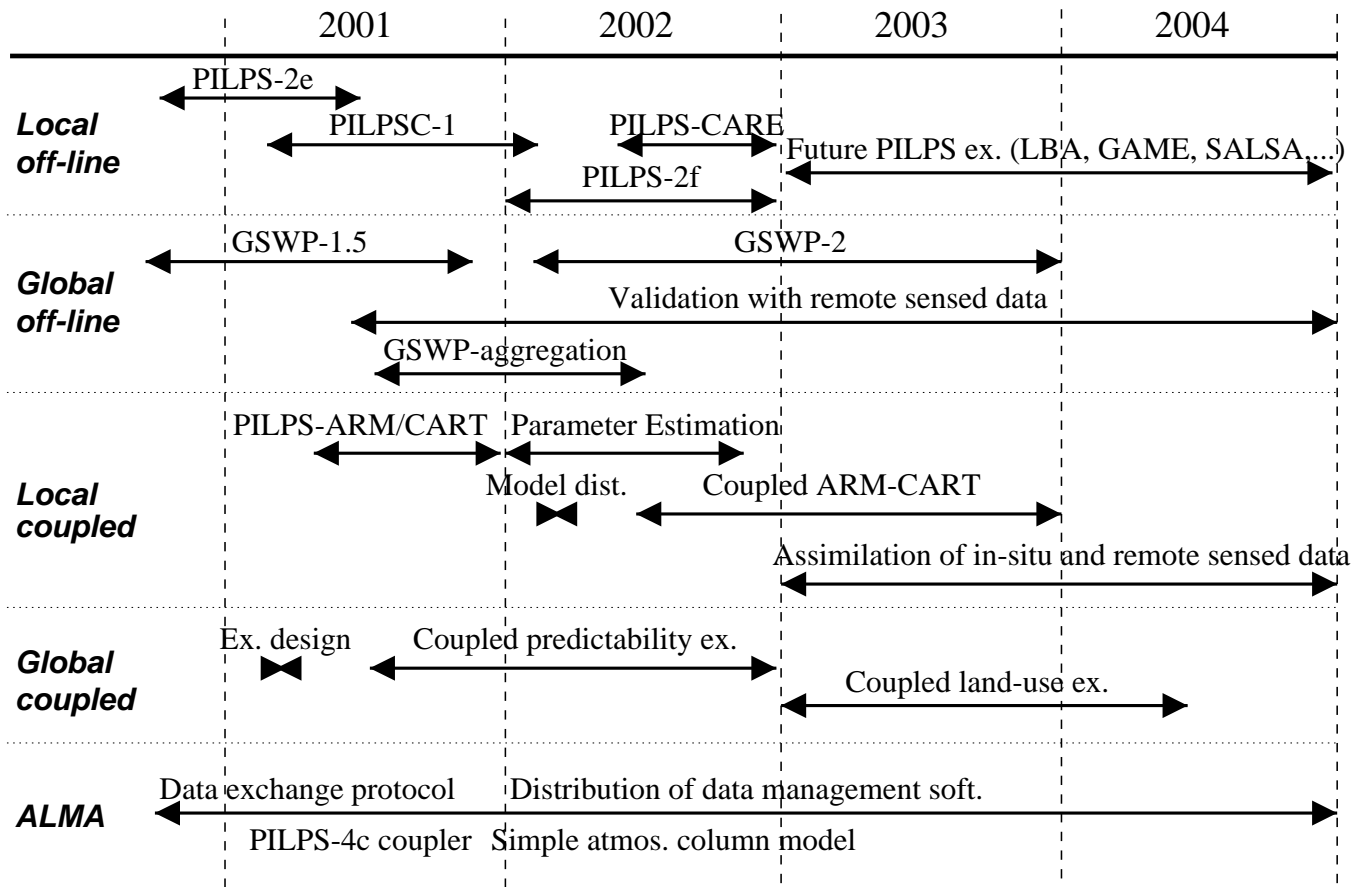 2001 2002 2003 2004
PILPS-2e
Local
off-line
PILPSC-1
PILPS-CARE
Future PILPS ex. (LBA, GAME, SALSA,...)
PILPS-2f
GSWP-1.5
GSWP-2
Global
off-line
Validation with remote sensed data
GSWP-aggregation
PILPS-ARM/CART
Parameter Estimation
Local
coupled
Model dist.
Coupled ARM-CART
Assimilation of in-situ and remote sensed data
Ex. design
Coupled predictability ex.
Global
coupled
Coupled land-use ex.
ALMA
Data exchange protocol
Distribution of data management soft.
PILPS-4c coupler
Simple atmos. column model